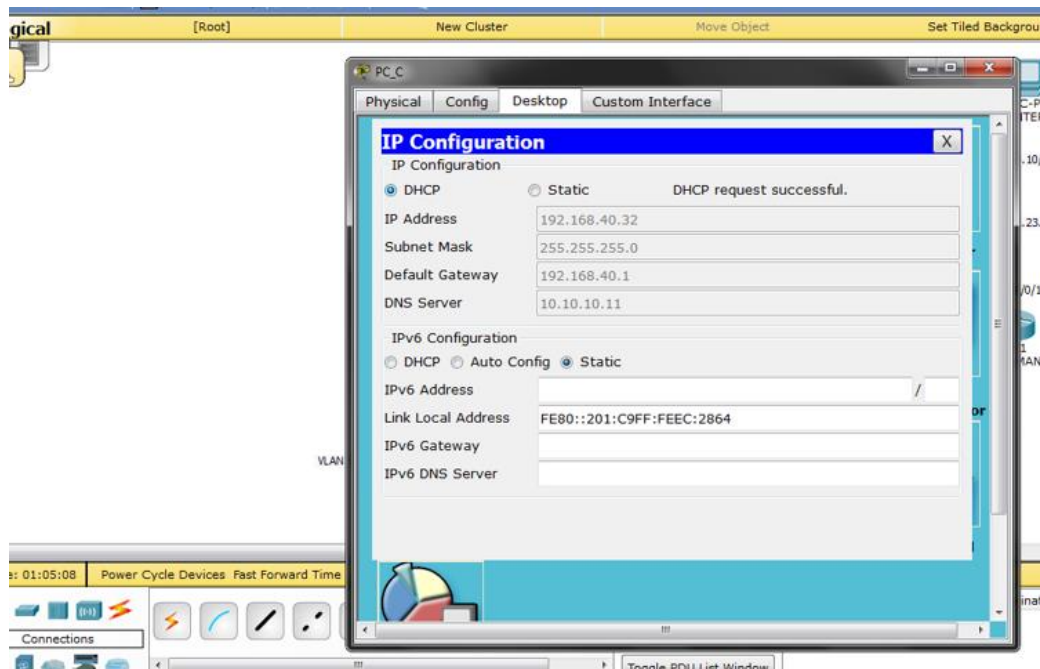 gical [Root] New Cluster Move Object Set Tiled Backgrou
PC_C
Physical Config Desktop Custom Interface
IP Configuration X
IP Configuration
DHCP Static DHCP request successful.
IP Address 192.168.40.32
Subnet Mask 255.255.255.0
Default Gateway 192.168.40.1
DNS Server 10.10.10.11
IPv6 Configuration
DHCP Auto Config Static
IPv6 Address /
Link Local Address FE80::201:C9FF:FEEC:2864
IPv6 Gateway
IPv6 DNS Server
VLAN
e: 01:05:08 Power Cycle Devices Fast Forward Time
Connections
Toggle PDU List Window